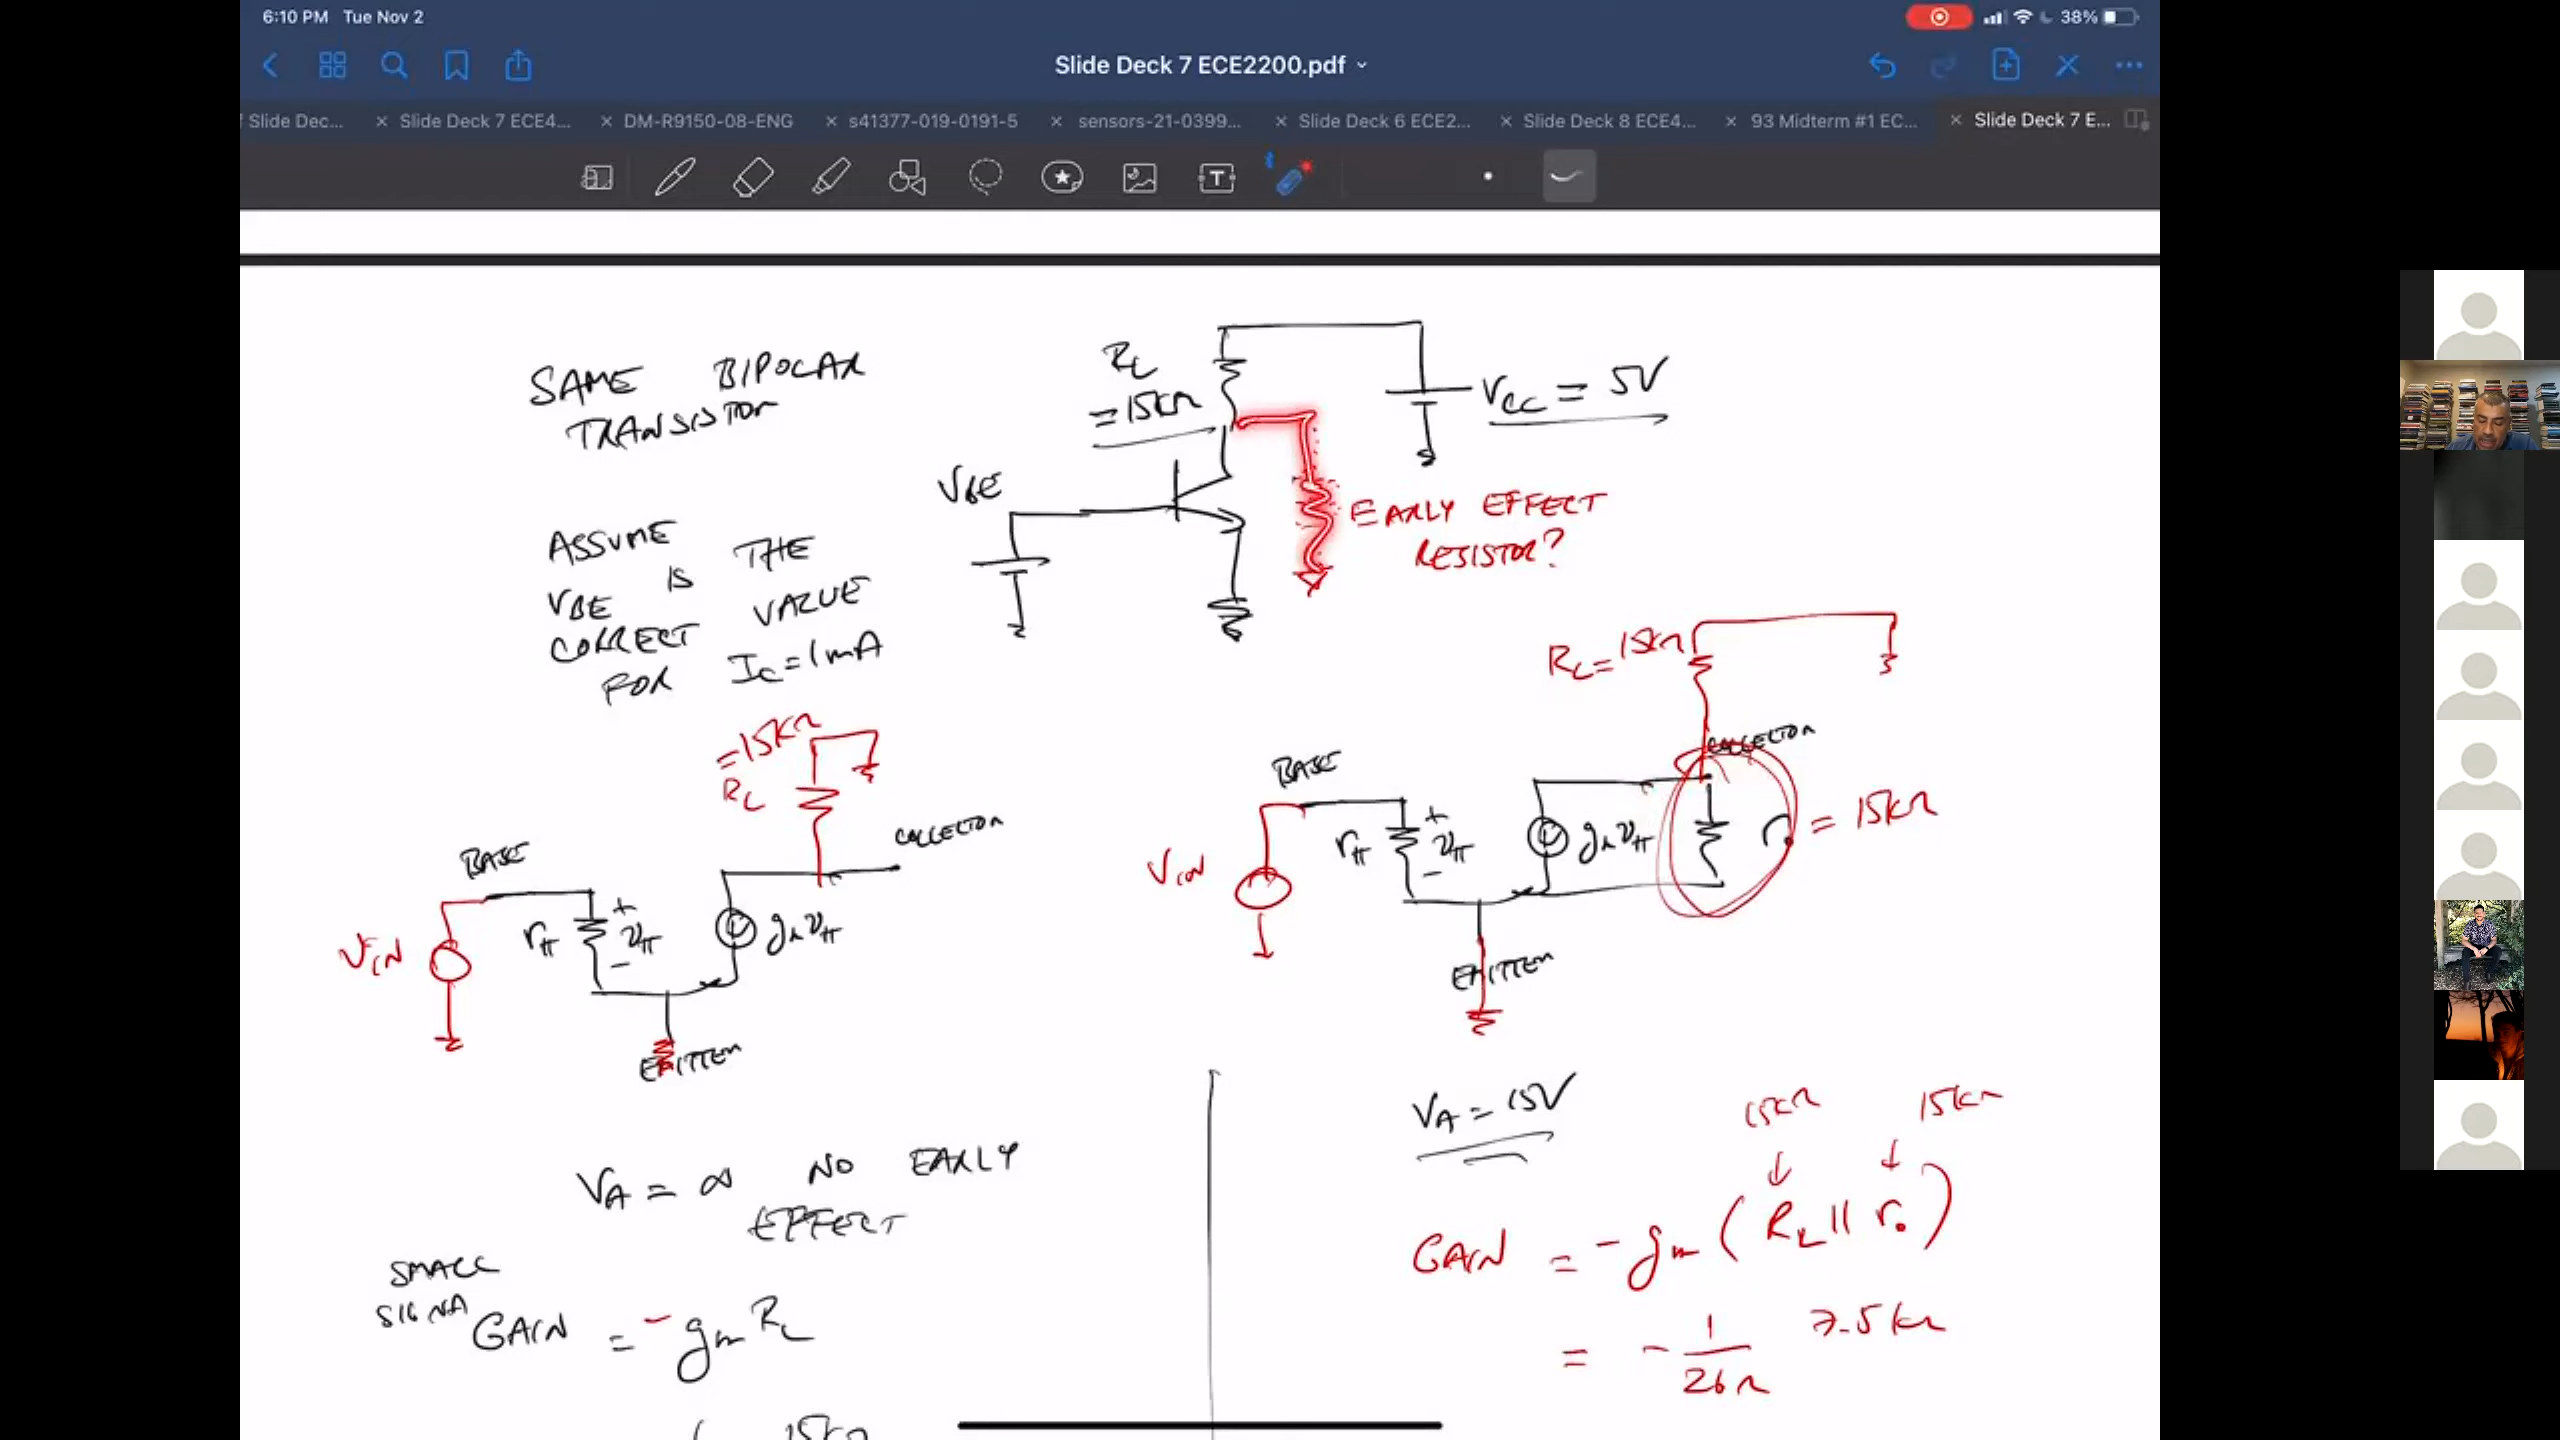 6:10 PM Tue Nov 2
38%
Slide Deck 7 ECE2200.pdf
f Slide Dec...
Slide Deck 7 ECE4...
DM-R9150-08-ENG
s41377-019-0191-5
sensors-21-0399...
Slide Deck 6 ECE2...
Slide Deck 8 ECE4...
93 Midterm #1 EC...
Slide Deck 7 E...
SAME BIPOLAR
TRANSISTOR
RL
=15kΩ
VCC = 5V
VBE
EARLY EFFECT
RESISTOR?
ASSUME
VBE IS THE
CORRECT VALUE
FOR IC=1mA
=15kΩ
RL
BASE
COLLECTOR
VIN
rπ
+
vπ
-
gmvπ
EMITTER
RL=15kΩ
COLLECTOR
BASE
VIN
rπ
+
vπ
-
gmvπ
ro = 15kΩ
EMITTER
VA = ∞ NO EARLY
EFFECT
SMALL
SIGNA GAIN = -gm RL
15kΩ
VA = 15V
15kΩ 15kΩ
↓ ↓
GAIN = -gm (RL || ro)
= - 1/26Ω 7.5kΩ